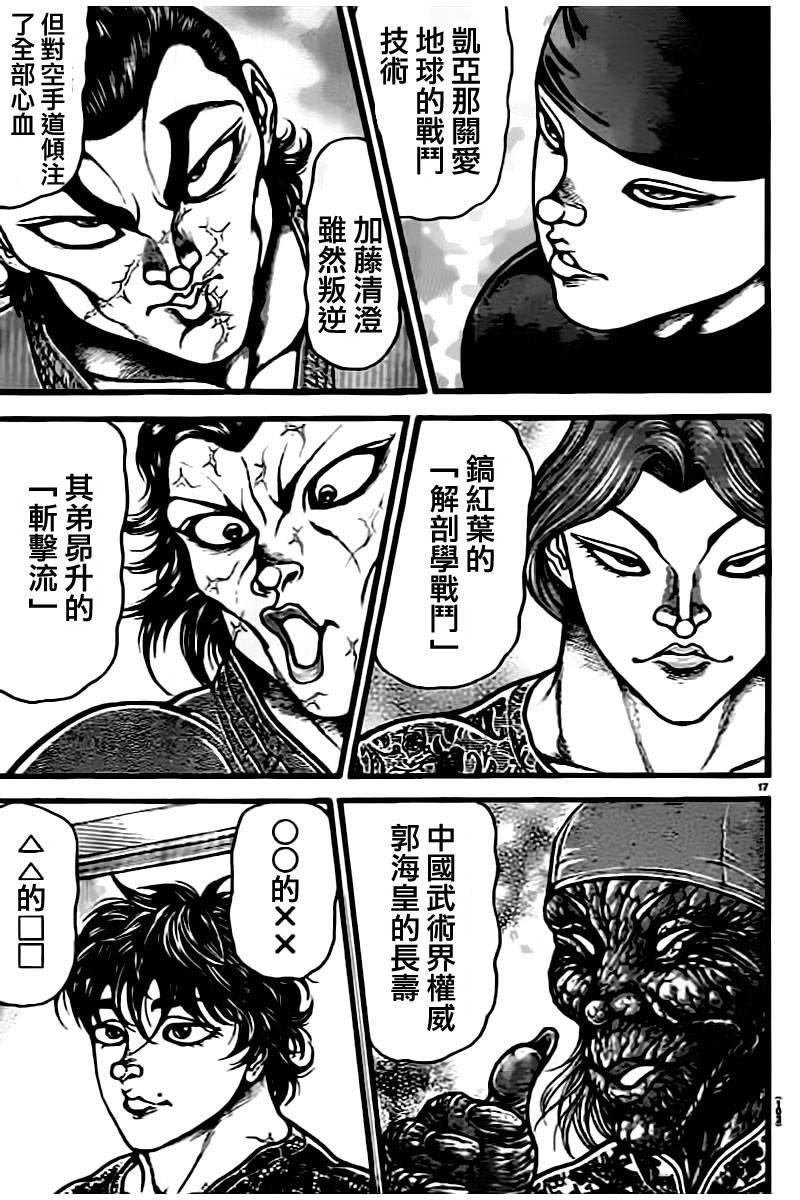 凱亞那關愛
地球的戰鬥
技術
加藤清澄
雖然叛逆
但對空手道傾注
了全部心血
鎬紅葉的
「解剖學戰鬥」
其弟昴升的
「斬擊流」
17
中國武術界權威
郭海皇的長壽
○○的××
△△的□□